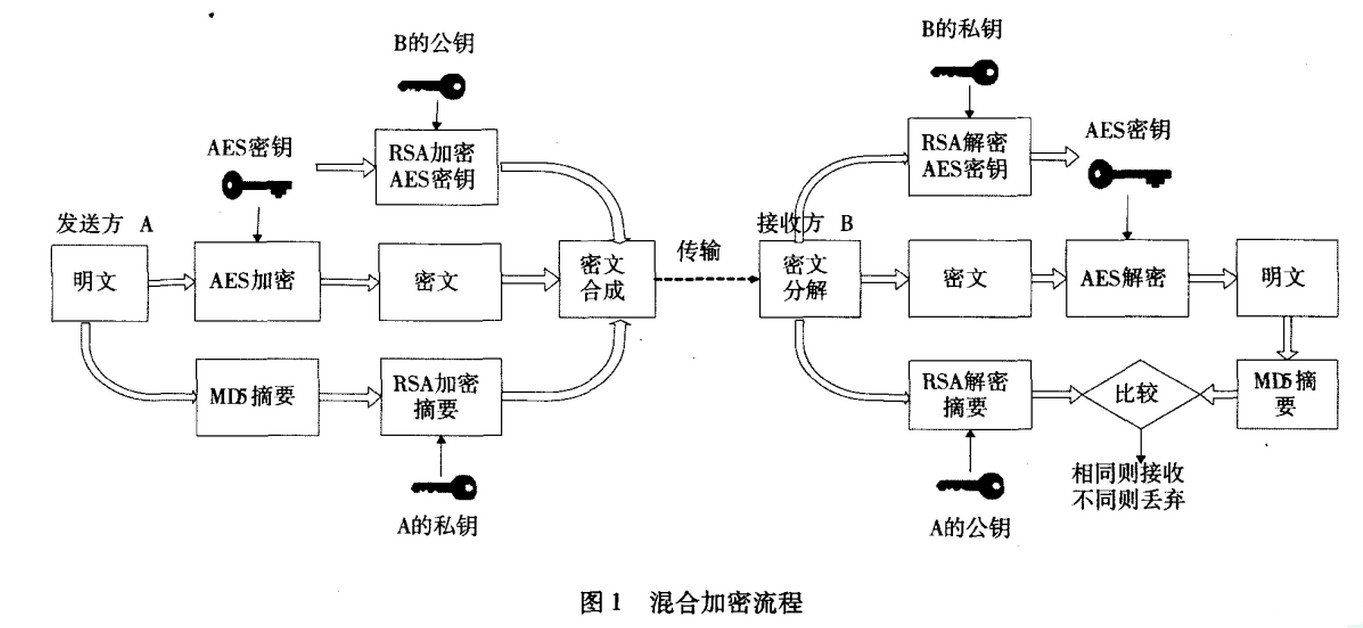 B的公钥
B的私钥
AES密钥
RSA加密
AES密钥
RSA解密
AES密钥
AES密钥
发送方 A
接收方 B
明文
AES加密
密文
密文
合成
传输
密文
分解
密文
AES解密
明文
MD5摘要
RSA加密
摘要
RSA解密
摘要
比较
MD5摘
要
A的私钥
A的公钥
相同则接收
不同则丢弃
图1 混合加密流程